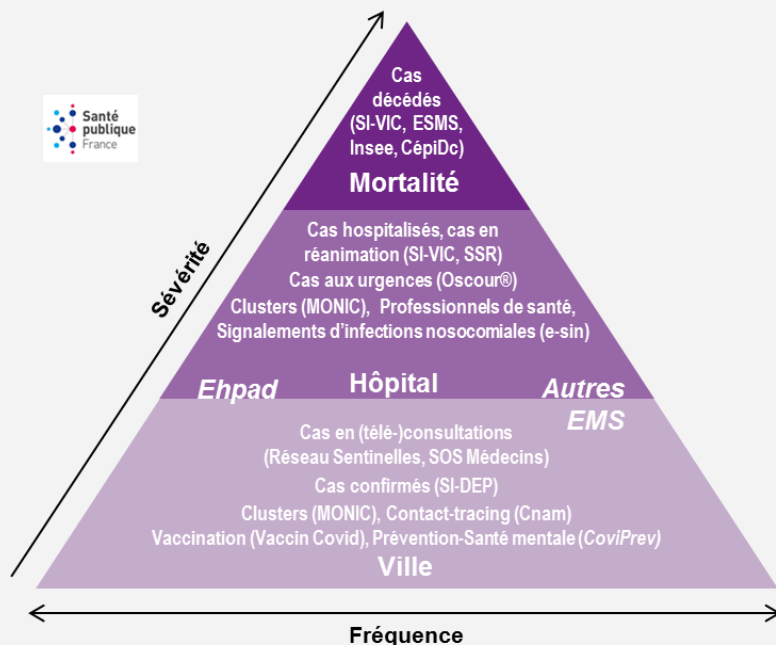 Santé
publique
France
Sévérité
Cas
décédés
(SI-VIC, ESMS,
Insee, CépiDc)
Mortalité
Cas hospitalisés, cas en
réanimation (SI-VIC, SSR)
Cas aux urgences (Oscour®)
Clusters (MONIC), Professionnels de santé,
Signalements d’infections nosocomiales (e-sin)
Ehpad
Hôpital
Autres
EMS
Cas en (télé-)consultations
(Réseau Sentinelles, SOS Médecins)
Cas confirmés (SI-DEP)
Clusters (MONIC), Contact-tracing (Cnam)
Vaccination (Vaccin Covid), Prévention-Santé mentale (CoviPrev)
Ville
Fréquence